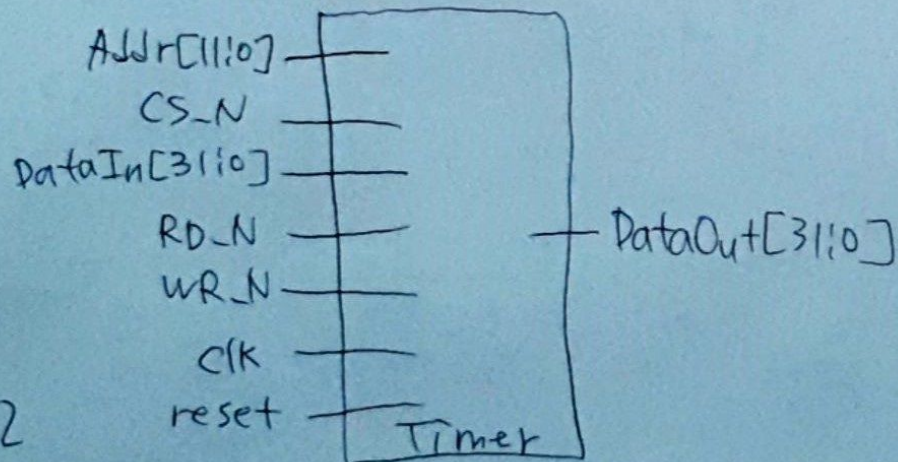 Addr[11:0]
CS_N
DataIn[31:0]
RD_N
WR_N
Clk
reset
DataOut[31:0]
Timer
2